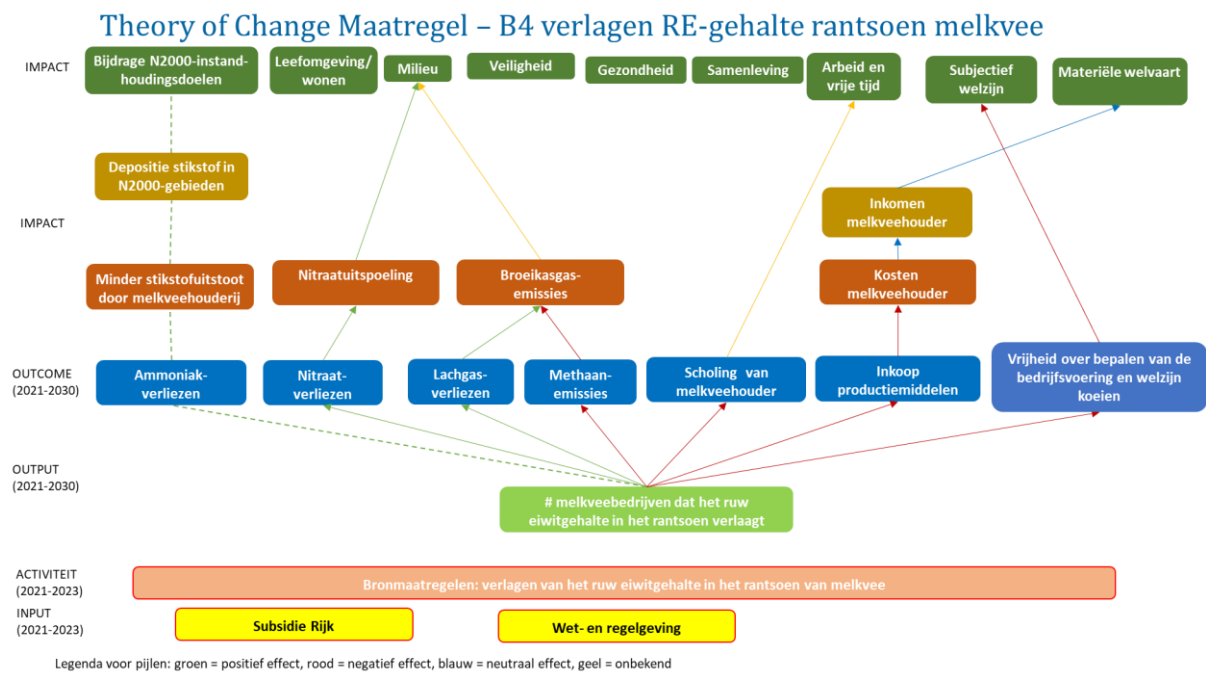 Theory of Change Maatregel – B4 verlagen RE-gehalte rantsoen melkvee
IMPACT
Bijdrage N2000-instand-
houdingsdoelen
Leefomgeving/
wonen
Milieu
Veiligheid
Gezondheid
Samenleving
Arbeid en
vrije tijd
Subjectief
welzijn
Materiële welvaart
Depositie stikstof in
N2000-gebieden
IMPACT
Inkomen
melkveehouder
Minder stikstofuitstoot
door melkveehouderij
Nitraatuitspoeling
Broeikasgas-
emissies
Kosten
melkveehouder
OUTCOME
(2021-2030)
Ammoniak-
verliezen
Nitraat-
verliezen
Lachgas-
verliezen
Methaan-
emissies
Scholing van
melkveehouder
Inkoop
productiemiddelen
Vrijheid over bepalen van de
bedrijfsvoering en welzijn
koeien
OUTPUT
(2021-2030)
# melkveebedrijven dat het ruw
eiwitgehalte in het rantsoen verlaagt
ACTIVITEIT
(2021-2023)
Bronmaatregelen: verlagen van het ruw eiwitgehalte in het rantsoen van melkvee
INPUT
(2021-2023)
Subsidie Rijk
Wet- en regelgeving
Legenda voor pijlen: groen = positief effect, rood = negatief effect, blauw = neutraal effect, geel = onbekend